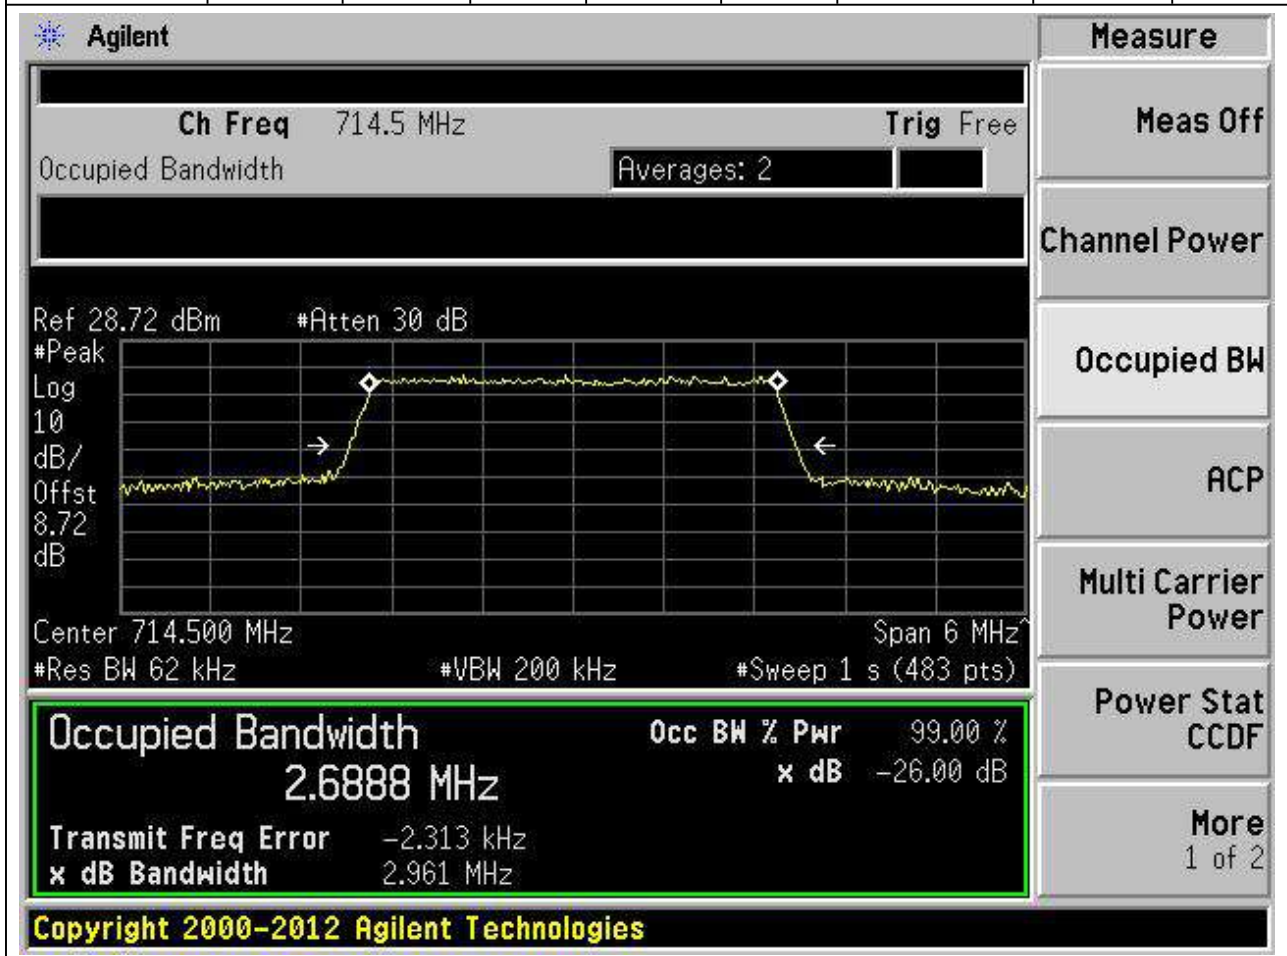 Agilent
Measure
Ch Freq 714.5 MHz Trig Free
Occupied Bandwidth Averages: 2
Meas Off
Channel Power
Occupied BW
ACP
Multi Carrier
Power
Power Stat
CCDF
More
1 of 2
Ref 28.72 dBm #Atten 30 dB
#Peak
Log
10
dB/
Offst
8.72
dB
Center 714.500 MHz Span 6 MHz^
#Res BW 62 kHz #VBW 200 kHz #Sweep 1 s (483 pts)
Occupied Bandwidth Occ BW % Pwr 99.00 %
2.6888 MHz x dB -26.00 dB
Transmit Freq Error -2.313 kHz
x dB Bandwidth 2.961 MHz
Copyright 2000-2012 Agilent Technologies